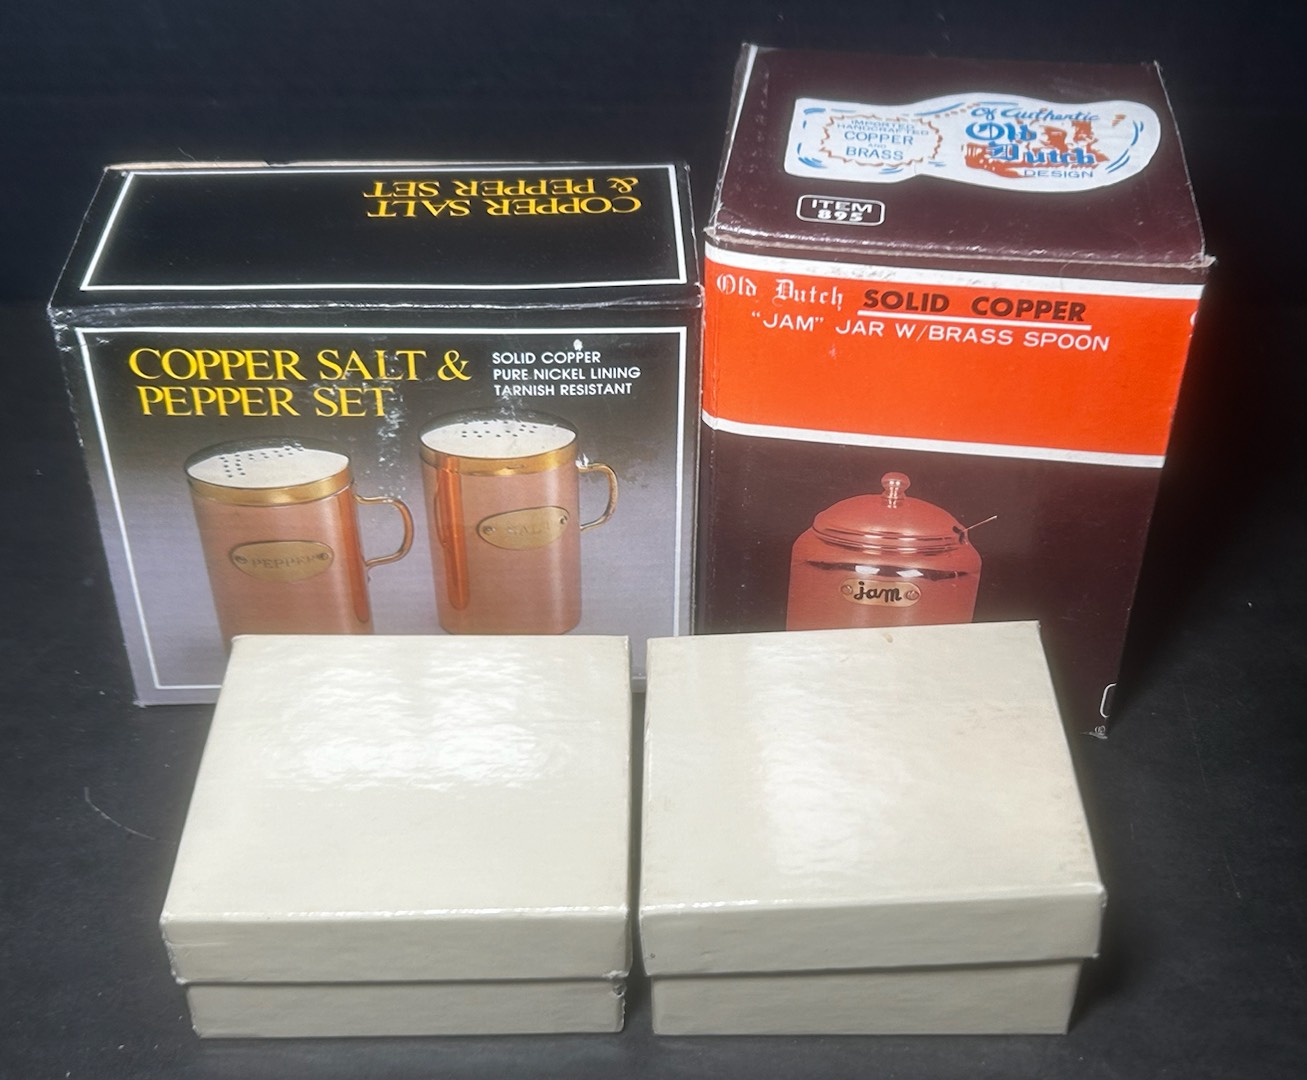 COPPER SALT
& PEPPER SET
COPPER SALT &
PEPPER SET
SOLID COPPER
PURE NICKEL LINING
TARNISH RESISTANT
PEPPER
SALT
IMPORTED
HANDCRAFTED
COPPER
AND
BRASS
Of Authentic
Old
Dutch
DESIGN
ITEM
895
Old Dutch SOLID COPPER
"JAM" JAR W/BRASS SPOON
jam